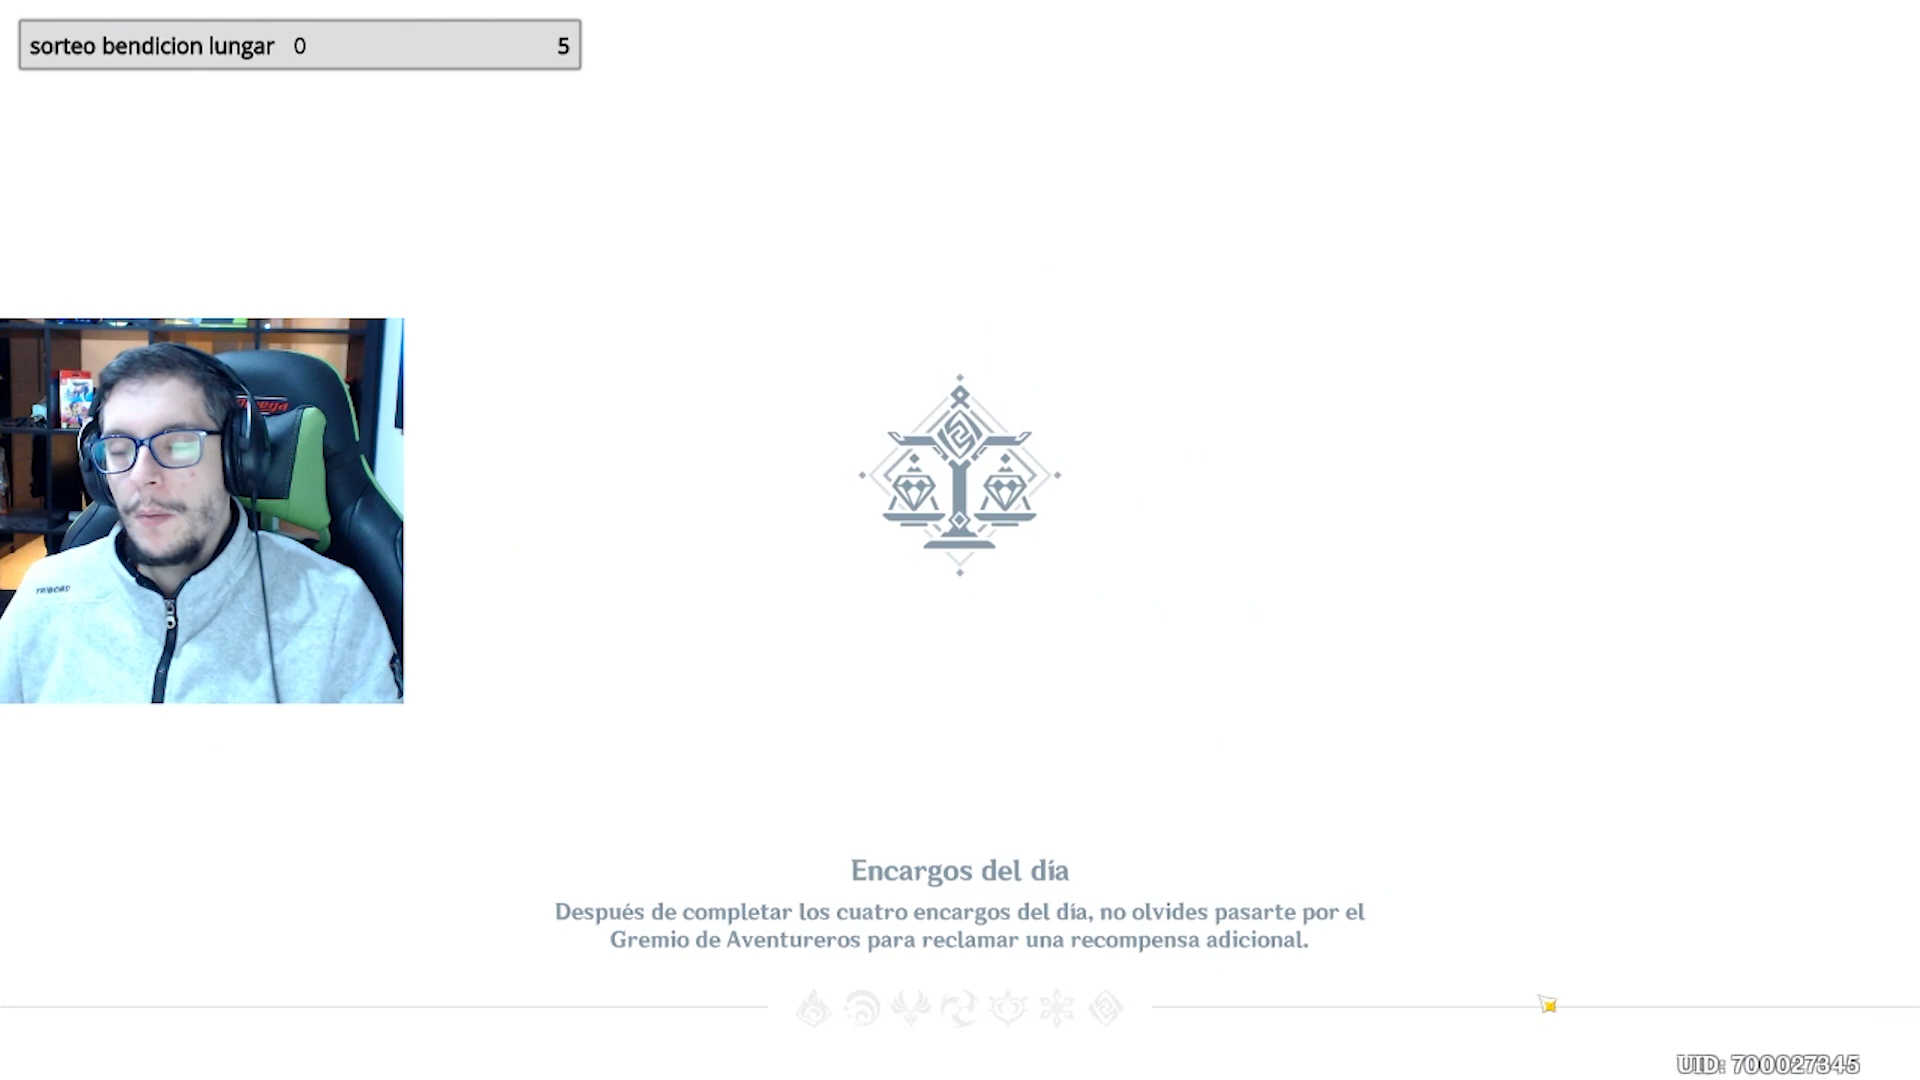 sorteo bendicion lungar 0 5
TRIBORD
Encargos del día
Después de completar los cuatro encargos del día, no olvides pasarte por el
Gremio de Aventureros para reclamar una recompensa adicional.
UID: 700027345